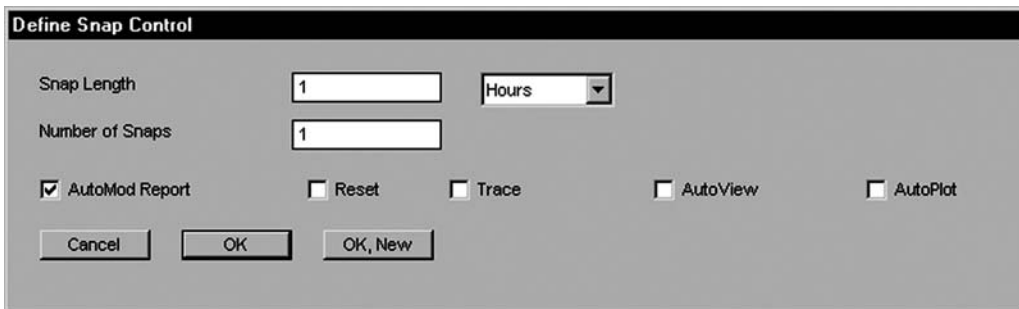 Define Snap Control
Snap Length 1 Hours
Number of Snaps 1
AutoMod Report Reset Trace AutoView AutoPlot
Cancel OK OK, New